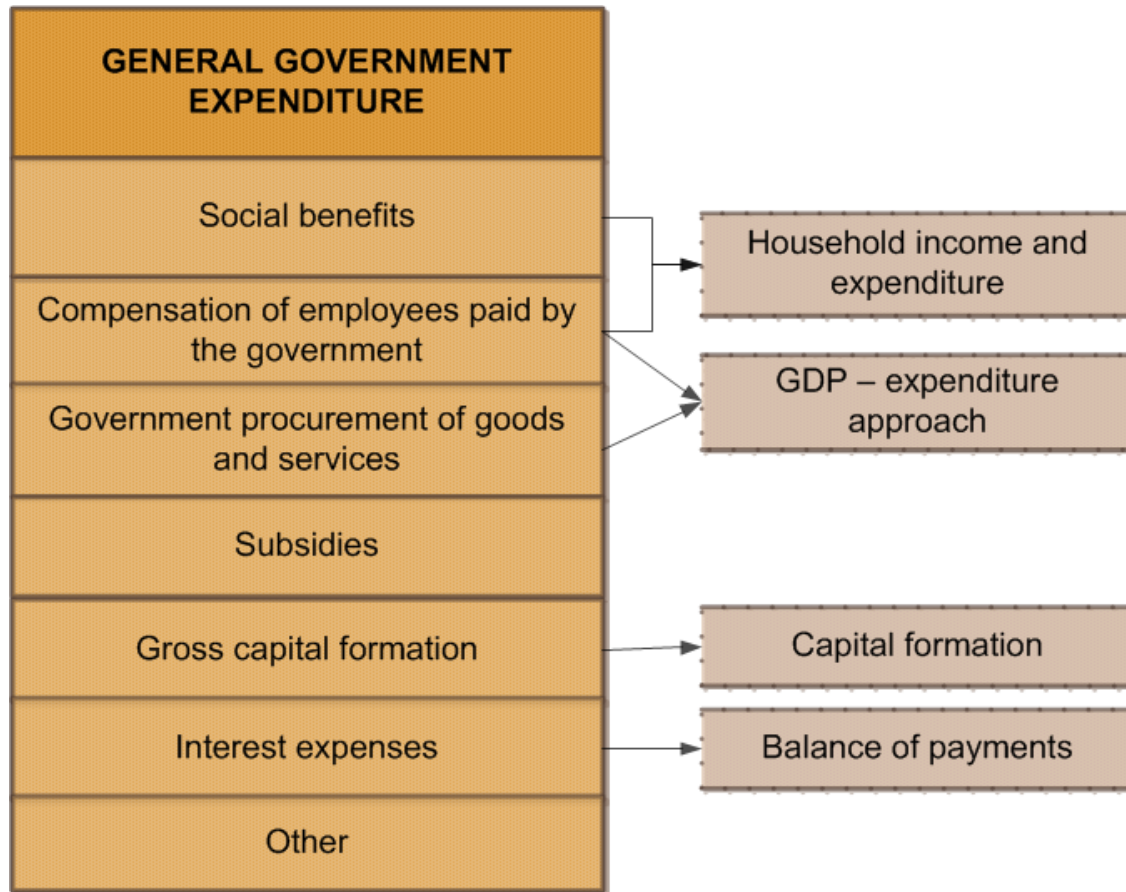 GENERAL GOVERNMENT
EXPENDITURE
Social benefits
Compensation of employees paid by
the government
Government procurement of goods
and services
Subsidies
Gross capital formation
Interest expenses
Other
Household income and
expenditure
GDP – expenditure
approach
Capital formation
Balance of payments